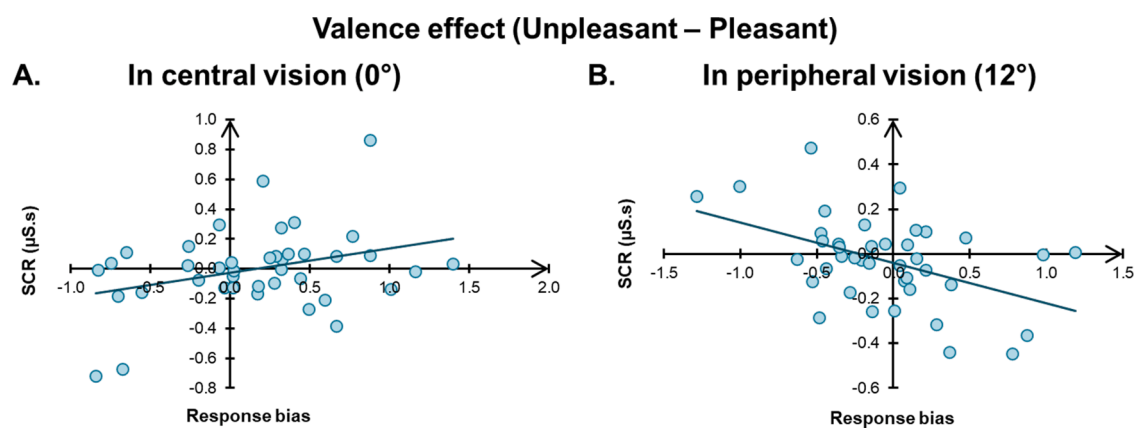 Valence effect (Unpleasant – Pleasant)
A. In central vision (0°)
B. In peripheral vision (12°)
1.0
0.8
0.6
0.4
0.2
0.0
-0.2
-0.4
-0.6
-0.8
-1.0 -0.5 0.0 0.5 1.0 1.5 2.0
SCR (µS.s)
Response bias
0.6
0.4
0.2
0.0
-0.2
-0.4
-0.6
-1.5 -1.0 -0.5 0.0 0.5 1.0 1.5
SCR (µS.s)
Response bias